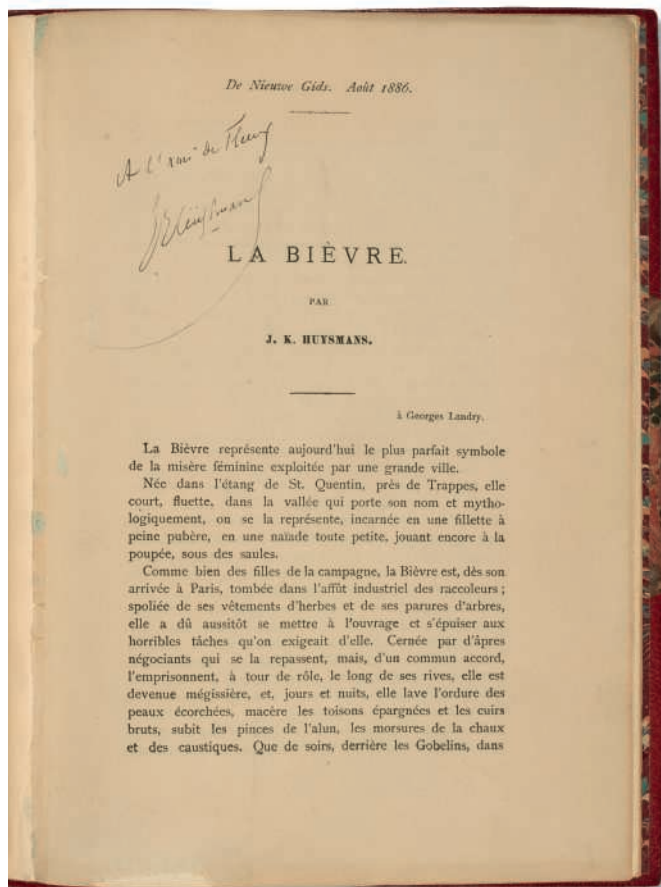 De Nieuwe Gids. Août 1886.
A l'ami de Fleury
JKHuÿsmans
LA BIÈVRE.
PAR
J. K. HUYSMANS.
à Georges Landry.
La Bièvre représente aujourd'hui le plus parfait symbole
de la misère féminine exploitée par une grande ville.
Née dans l'étang de St. Quentin, près de Trappes, elle
court, fluette, dans la vallée qui porte son nom et mytho-
logiquement, on se la représente, incarnée en une fillette à
peine pubère, en une naïade toute petite, jouant encore à la
poupée, sous des saules.
Comme bien des filles de la campagne, la Bièvre est, dès son
arrivée à Paris, tombée dans l'affût industriel des raccoleurs ;
spoliée de ses vêtements d'herbes et de ses parures d'arbres,
elle a dû aussitôt se mettre à l'ouvrage et s'épuiser aux
horribles tâches qu'on exigeait d'elle. Cernée par d'âpres
négociants qui se la repassent, mais, d'un commun accord,
l'emprisonnent, à tour de rôle, le long de ses rives, elle est
devenue mégissière, et, jours et nuits, elle lave l'ordure des
peaux écorchées, macère les toisons épargnées et les cuirs
bruts, subit les pinces de l'alun, les morsures de la chaux
et des caustiques. Que de soirs, derrière les Gobelins, dans